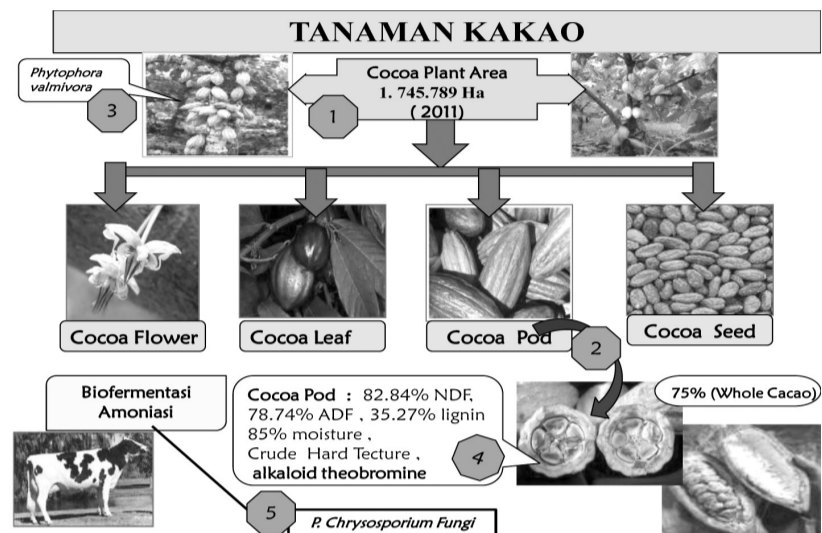 TANAMAN KAKAO
Phytophora
valmivora
3
1
Cocoa Plant Area
1. 745.789 Ha
( 2011)
Cocoa Flower
Cocoa Leaf
Cocoa Pod
Cocoa Seed
2
Biofermentasi
Amoniasi
Cocoa Pod : 82.84% NDF,
78.74% ADF , 35.27% lignin
85% moisture ,
Crude Hard Tecture ,
alkaloid theobromine
4
75% (Whole Cacao)
5
P. Chrysosporium Fungi